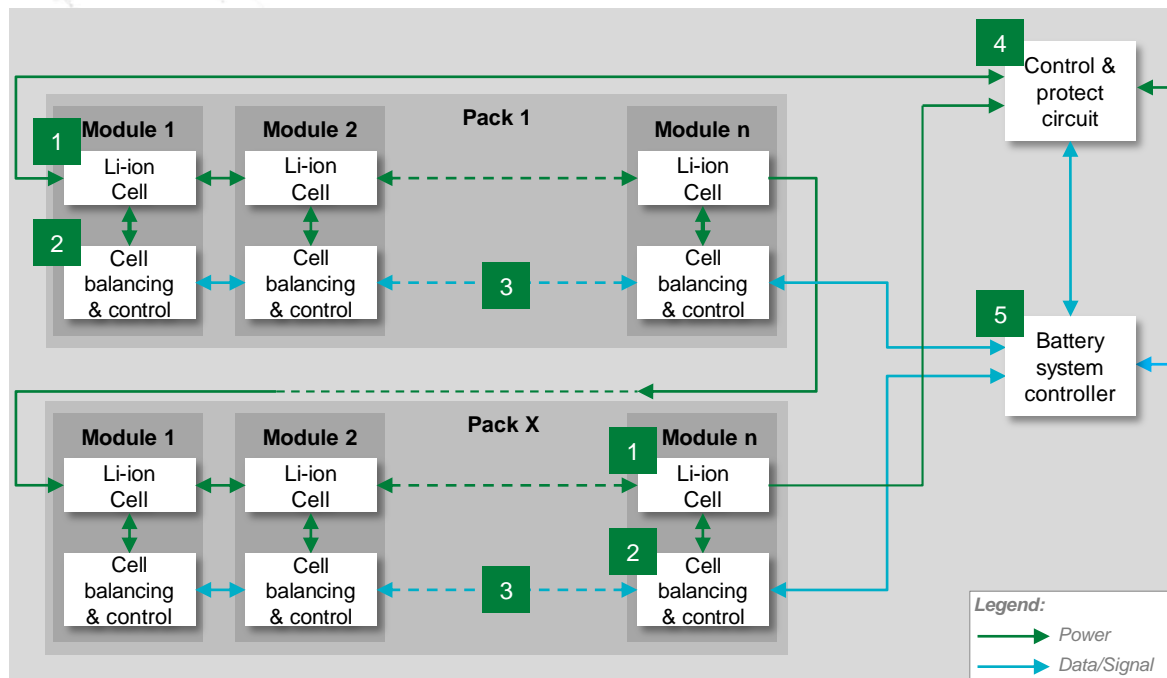 4
Control &
protect
circuit
Pack 1
Module 1
Module 2
Module n
1
Li-ion
Cell
Li-ion
Cell
Li-ion
Cell
2
Cell
balancing
& control
Cell
balancing
& control
3
Cell
balancing
& control
5
Battery
system
controller
Pack X
Module 1
Module 2
Module n
1
Li-ion
Cell
Li-ion
Cell
Li-ion
Cell
2
Cell
balancing
& control
Cell
balancing
& control
3
Cell
balancing
& control
Legend:
Power
Data/Signal